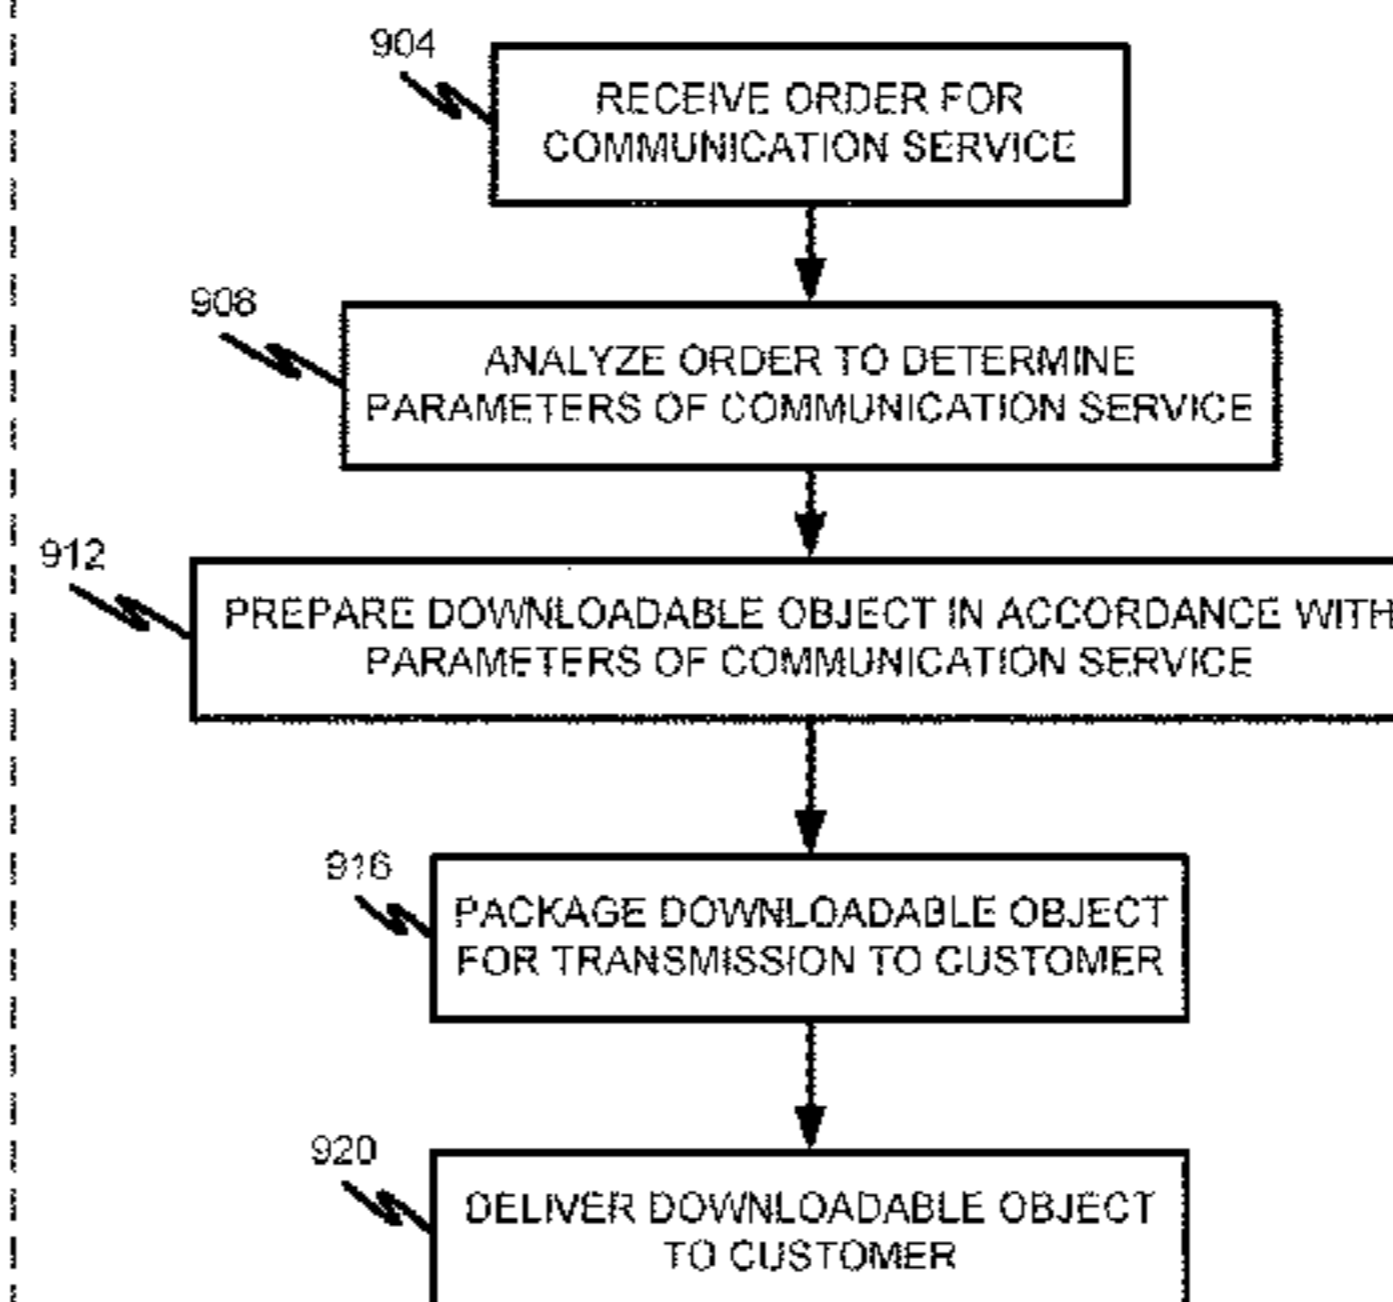 904
RECEIVE ORDER FOR
COMMUNICATION SERVICE
908
ANALYZE ORDER TO DETERMINE
PARAMETERS OF COMMUNICATION SERVICE
912
PREPARE DOWNLOADABLE OBJECT IN ACCORDANCE WITH
PARAMETERS OF COMMUNICATION SERVICE
916
PACKAGE DOWNLOADABLE OBJECT
FOR TRANSMISSION TO CUSTOMER
920
DELIVER DOWNLOADABLE OBJECT
TO CUSTOMER